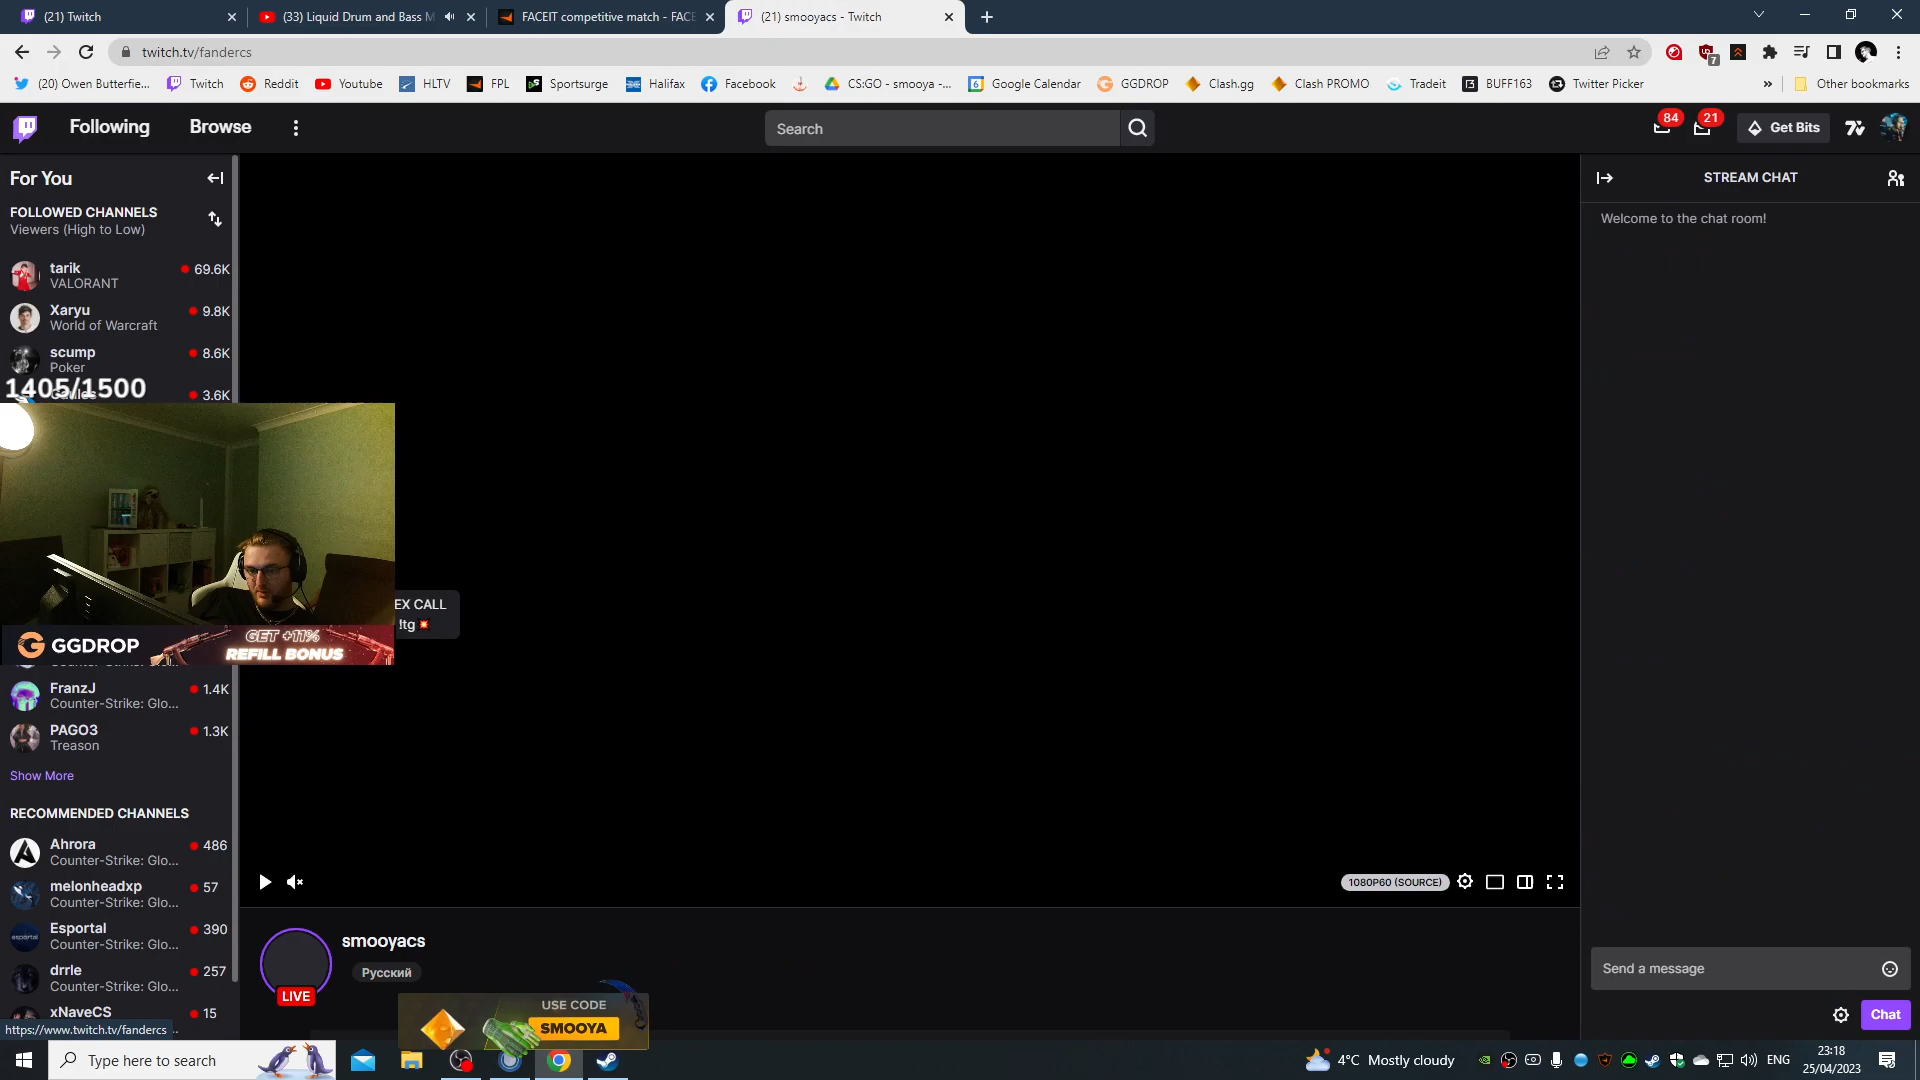 (21) Twitch
(33) Liquid Drum and Bass M
FACEIT competitive match - FACE
(21) smooyacs - Twitch
twitch.tv/fandercs
7
(20) Owen Butterfie...
Twitch
Reddit
Youtube
HLTV
FPL
Sportsurge
Halifax
Facebook
CS:GO - smooya -...
Google Calendar
GGDROP
Clash.gg
Clash PROMO
Tradeit
BUFF163
Twitter Picker
»
Other bookmarks
Following
Browse
Search
84
21
Get Bits
For You
FOLLOWED CHANNELS
Viewers (High to Low)
tarik
69.6K
VALORANT
Xaryu
9.8K
World of Warcraft
scump
8.6K
Poker
1405/1500
Gaules
3.6K
EX CALL
!tg
GGDROP
GET +11%
REFILL BONUS
Counter-Strike: Glo...
FranzJ
1.4K
Counter-Strike: Glo...
PAGO3
1.3K
Treason
Show More
RECOMMENDED CHANNELS
Ahrora
486
Counter-Strike: Glo...
melonheadxp
57
Counter-Strike: Glo...
Esportal
390
Counter-Strike: Glo...
drrle
257
Counter-Strike: Glo...
xNaveCS
15
https://www.twitch.tv/fandercs
1080P60 (SOURCE)
smooyacs
Русский
LIVE
USE CODE
SMOOYA
STREAM CHAT
Welcome to the chat room!
Send a message
Chat
Type here to search
4°C Mostly cloudy
ENG
23:18
25/04/2023